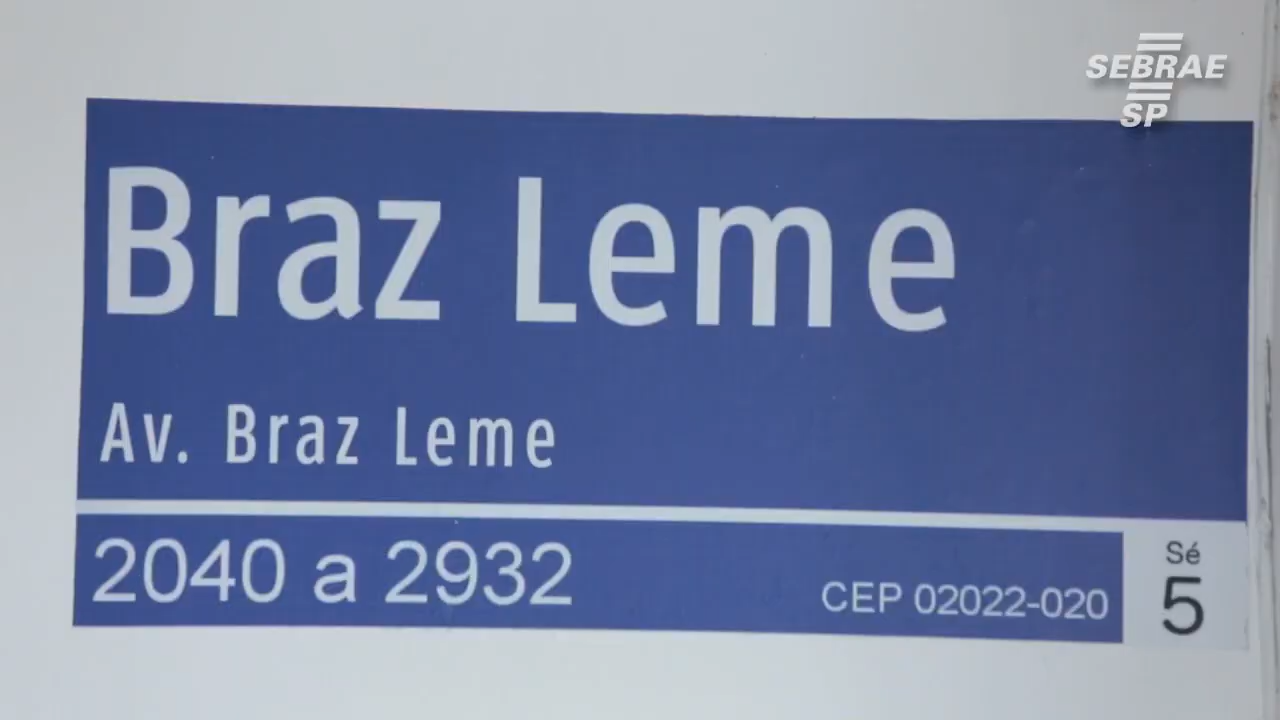 SEBRAE
SP
Braz Leme
Av. Braz Leme
2040 a 2932
CEP 02022-020
Sé
5